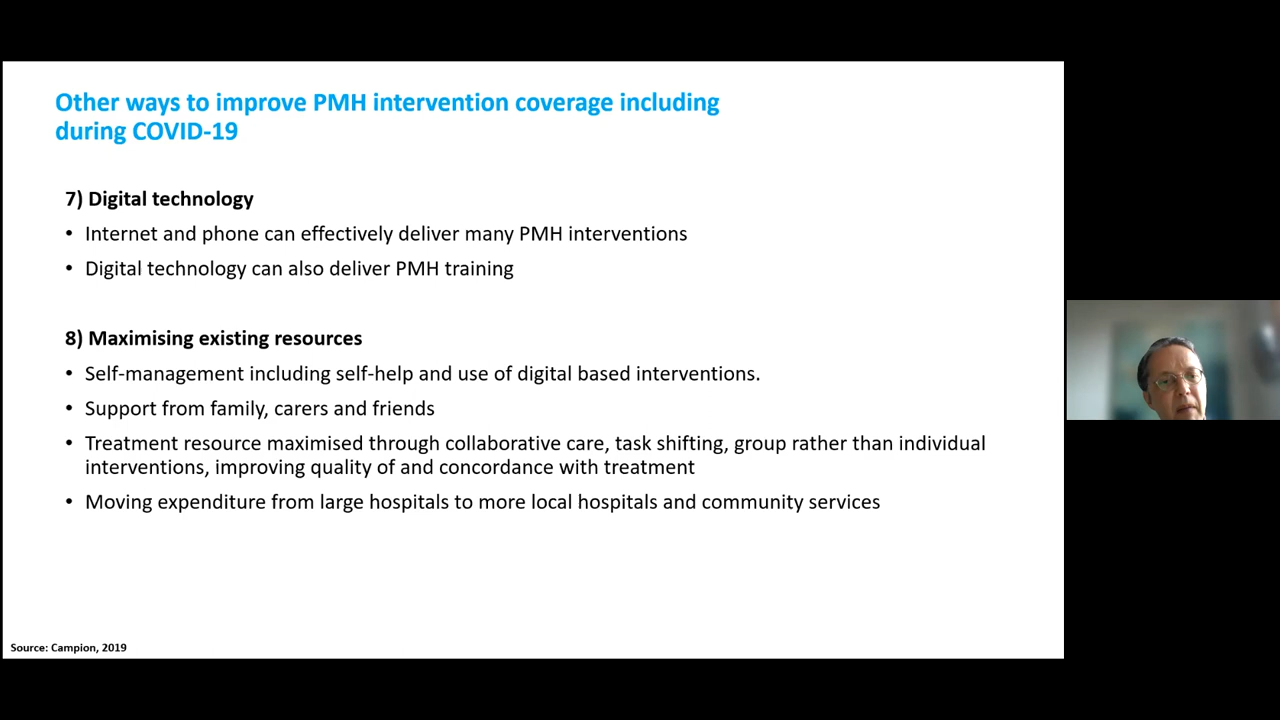 Other ways to improve PMH intervention coverage including
during COVID-19
7) Digital technology
• Internet and phone can effectively deliver many PMH interventions
• Digital technology can also deliver PMH training
8) Maximising existing resources
• Self-management including self-help and use of digital based interventions.
• Support from family, carers and friends
• Treatment resource maximised through collaborative care, task shifting, group rather than individual
interventions, improving quality of and concordance with treatment
• Moving expenditure from large hospitals to more local hospitals and community services
Source: Campion, 2019